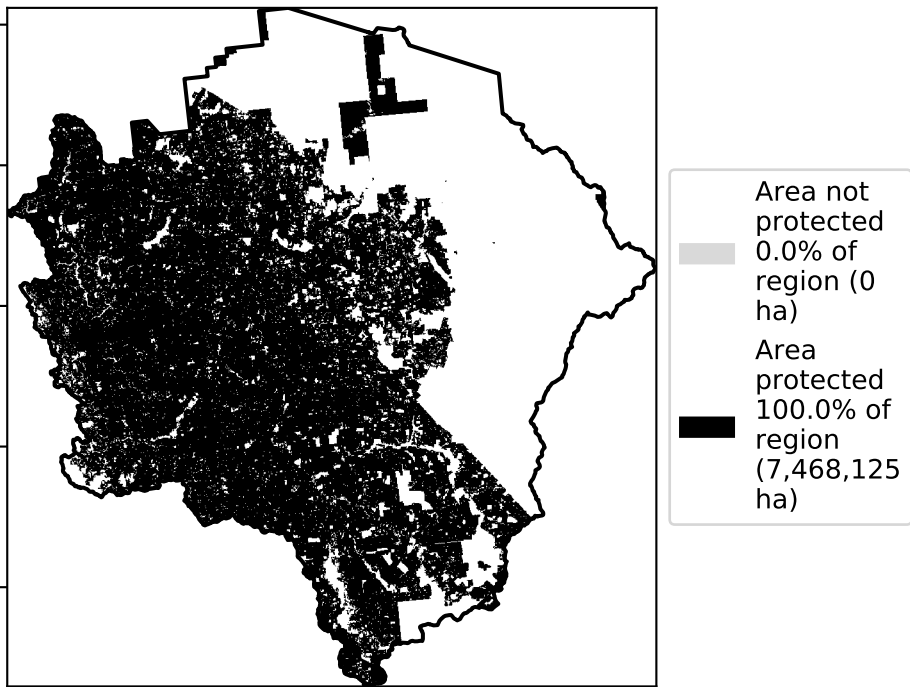 Area not
protected
0.0% of
region (0
ha)
Area
protected
100.0% of
region
(7,468,125
ha)